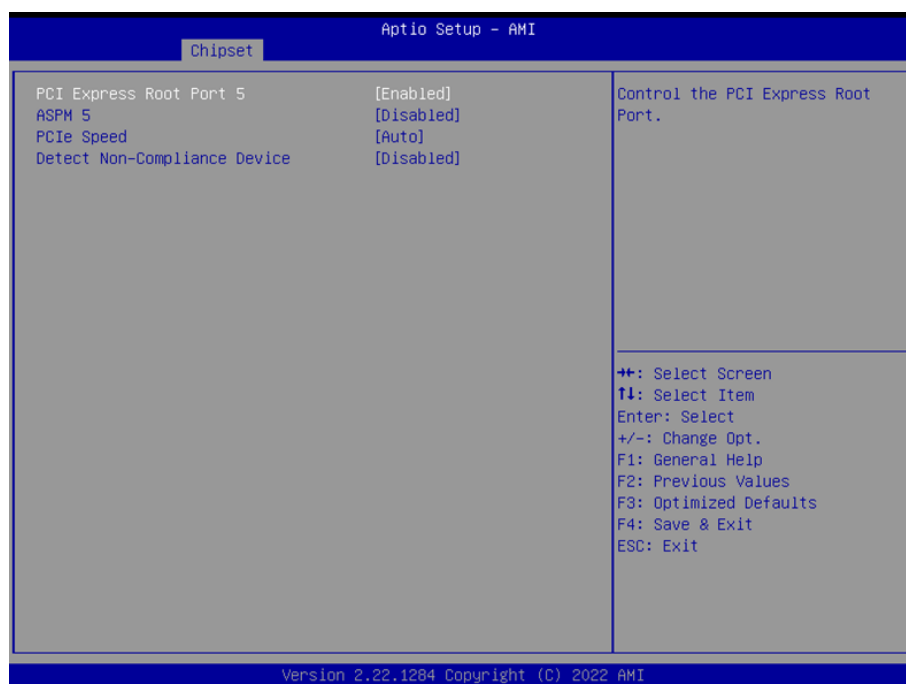 Aptio Setup – AMI
Chipset
PCI Express Root Port 5 [Enabled]
ASPM 5 [Disabled]
PCIe Speed [Auto]
Detect Non-Compliance Device [Disabled]
Control the PCI Express Root
Port.
→←: Select Screen
↑↓: Select Item
Enter: Select
+/-: Change Opt.
F1: General Help
F2: Previous Values
F3: Optimized Defaults
F4: Save & Exit
ESC: Exit
Version 2.22.1284 Copyright (C) 2022 AMI